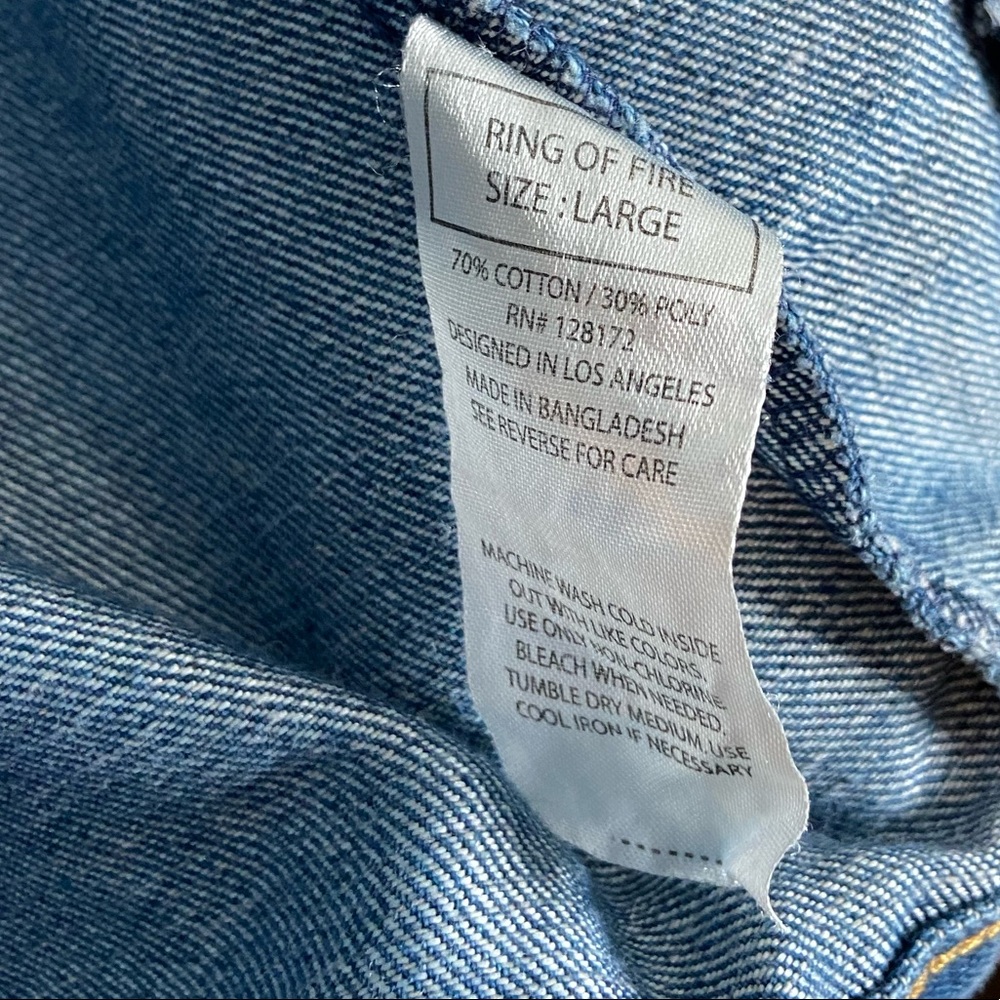 RING OF FIRE
SIZE : LARGE
70% COTTON / 30% POLY
RN# 128172
DESIGNED IN LOS ANGELES
MADE IN BANGLADESH
SEE REVERSE FOR CARE
MACHINE WASH COLD INSIDE
OUT WITH LIKE COLORS.
USE ONLY NON-CHLORINE
BLEACH WHEN NEEDED.
TUMBLE DRY MEDIUM. USE
COOL IRON IF NECESSARY